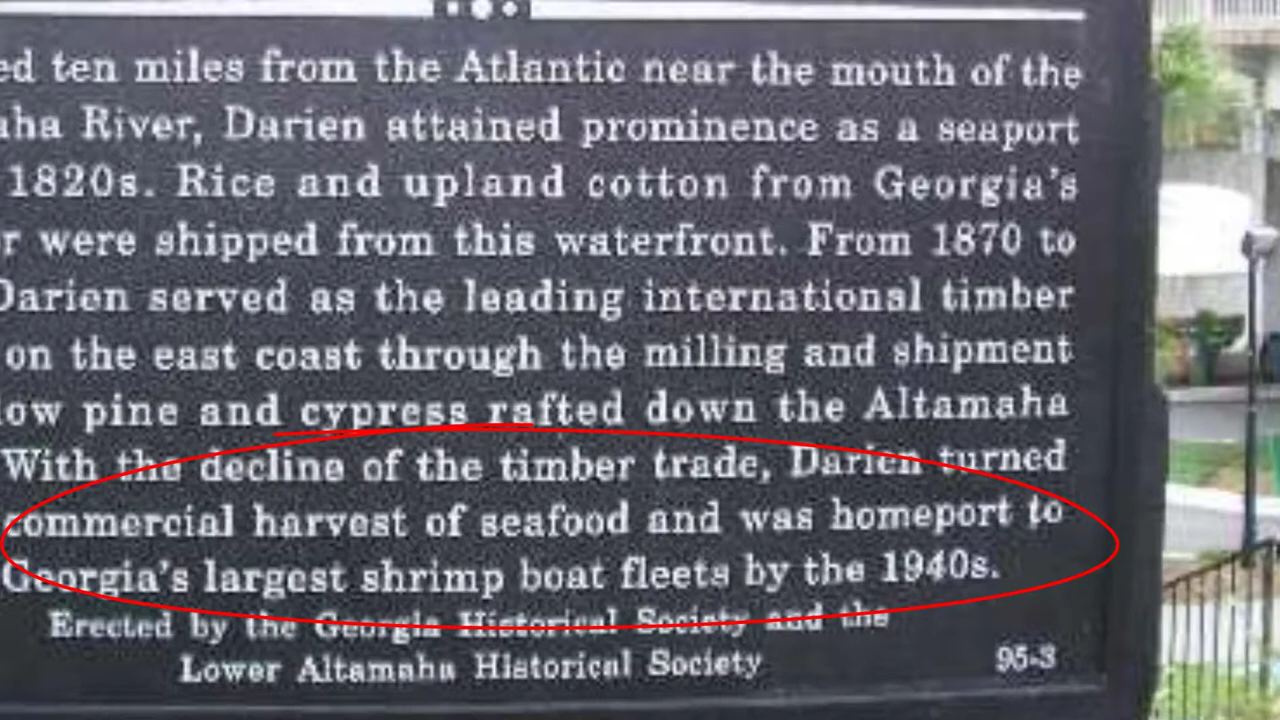 ed ten miles from the Atlantic near the mouth of the
aha River, Darien attained prominence as a seaport
1820s. Rice and upland cotton from Georgia's
r were shipped from this waterfront. From 1870 to
Darien served as the leading international timber
on the east coast through the milling and shipment
low pine and cypress rafted down the Altamaha
With the decline of the timber trade, Darien turned
commercial harvest of seafood and was homeport to
Georgia's largest shrimp boat fleets by the 1940s.
Erected by the Georgia Historical Society and the
Lower Altamaha Historical Society
95-3